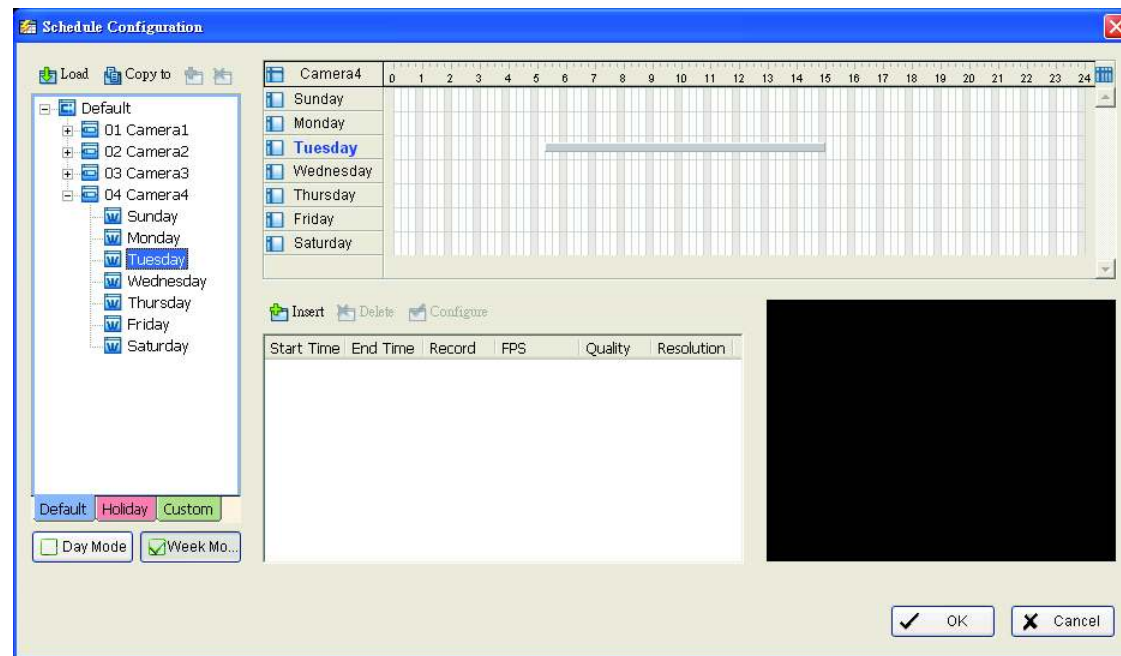 Schedule Configuration
Load Copy to
Default
01 Camera1
02 Camera2
03 Camera3
04 Camera4
Sunday
Monday
Tuesday
Wednesday
Thursday
Friday
Saturday
Default Holiday Custom
Day Mode Week Mo...
Camera4 0 1 2 3 4 5 6 7 8 9 10 11 12 13 14 15 16 17 18 19 20 21 22 23 24
Sunday
Monday
Tuesday
Wednesday
Thursday
Friday
Saturday
Insert Delete Configure
Start Time End Time Record FPS Quality Resolution
OK Cancel